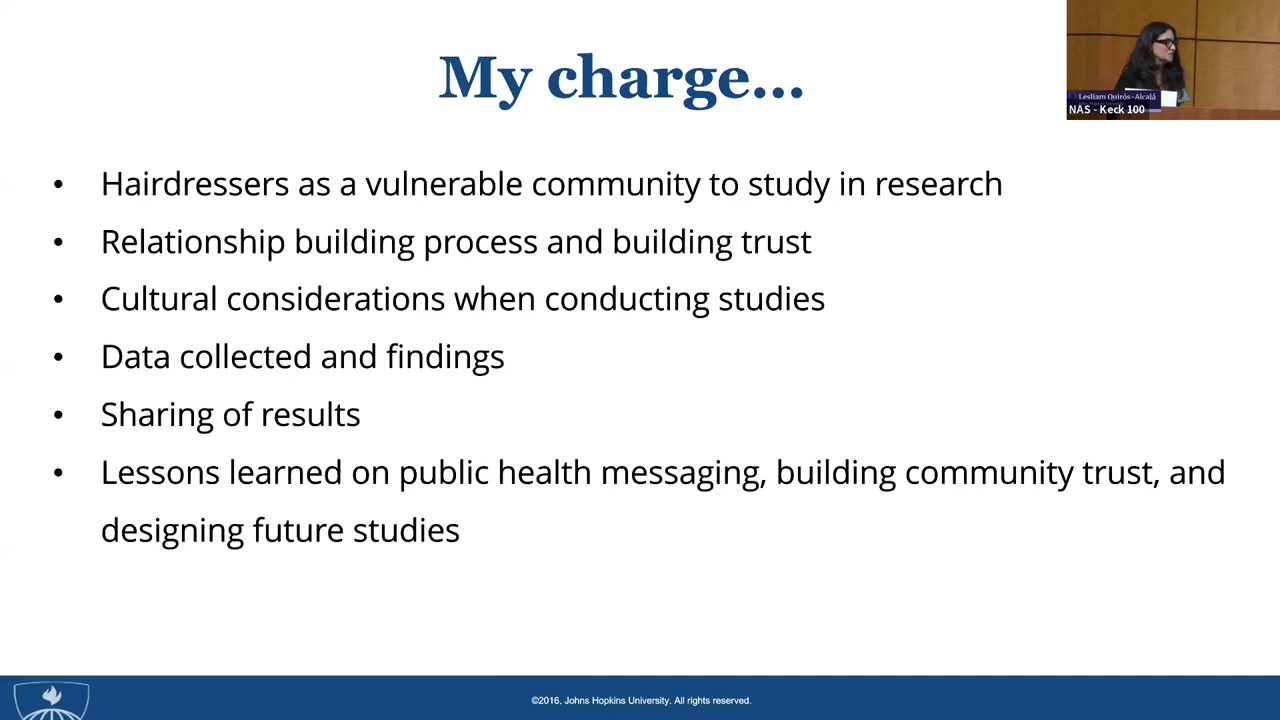 My charge...
Lesliam Quirós-Alcalá
NAS - Keck 100
• Hairdressers as a vulnerable community to study in research
• Relationship building process and building trust
• Cultural considerations when conducting studies
• Data collected and findings
• Sharing of results
• Lessons learned on public health messaging, building community trust, and
designing future studies
©2016, Johns Hopkins University. All rights reserved.